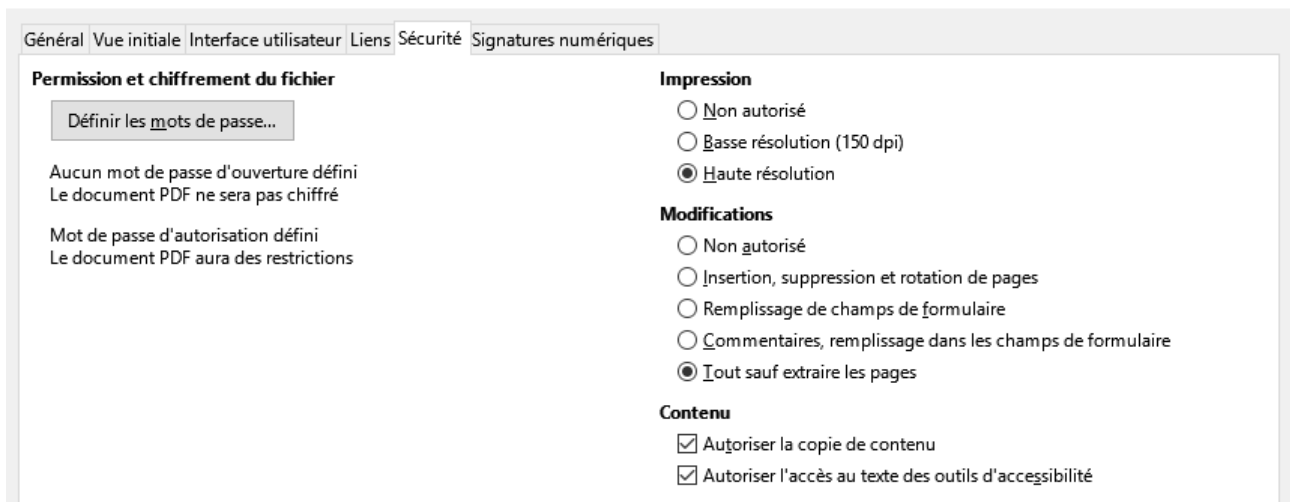 Général Vue initiale Interface utilisateur Liens Sécurité Signatures numériques
Permission et chiffrement du fichier
Définir les mots de passe...
Aucun mot de passe d'ouverture défini
Le document PDF ne sera pas chiffré
Mot de passe d'autorisation défini
Le document PDF aura des restrictions
Impression
Non autorisé
Basse résolution (150 dpi)
Haute résolution
Modifications
Non autorisé
Insertion, suppression et rotation de pages
Remplissage de champs de formulaire
Commentaires, remplissage dans les champs de formulaire
Tout sauf extraire les pages
Contenu
Autoriser la copie de contenu
Autoriser l'accès au texte des outils d'accessibilité